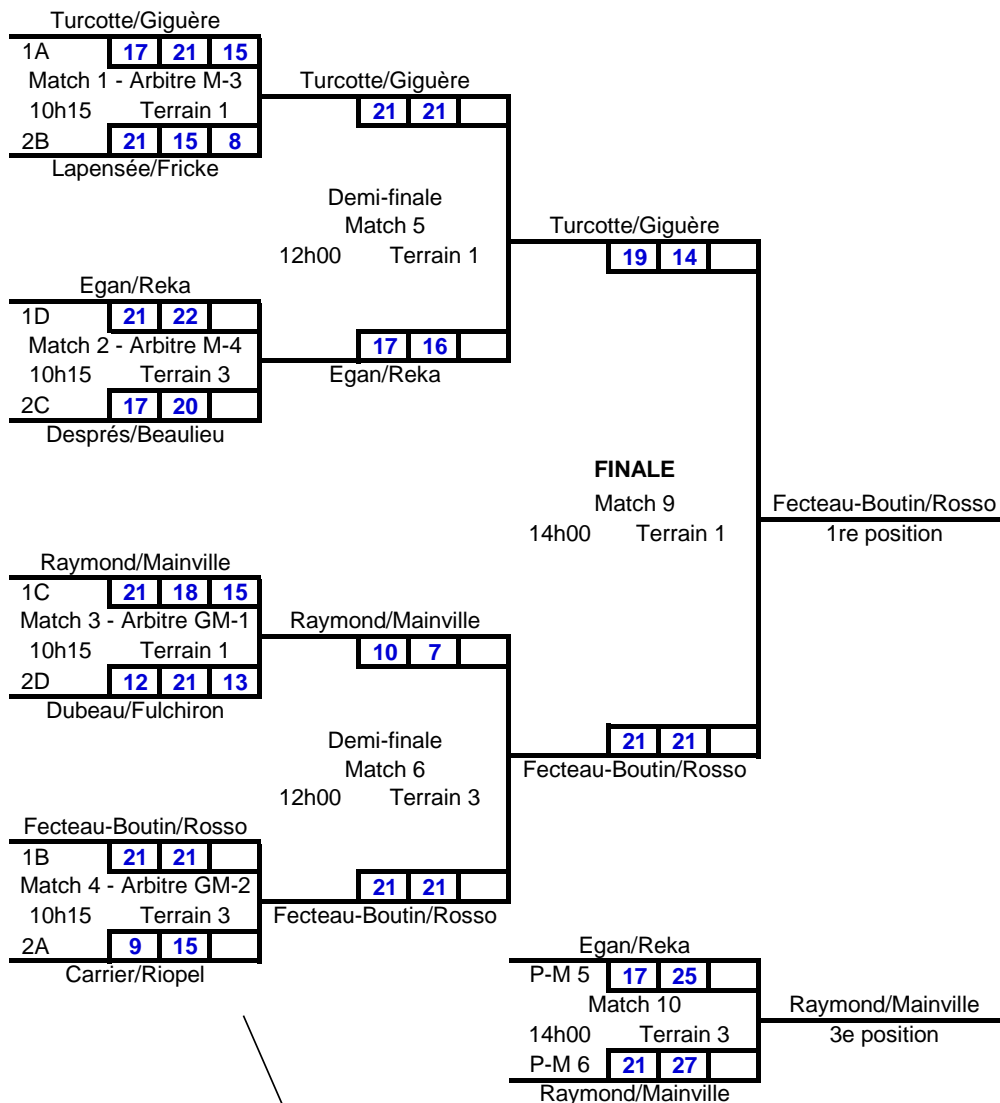 Turcotte/Giguère
1A 17 21 15
Match 1 - Arbitre M-3
10h15 Terrain 1
2B 21 15 8
Lapensée/Fricke
Turcotte/Giguère
21 21
Demi-finale
Match 5
12h00 Terrain 1
17 16
Egan/Reka
Egan/Reka
1D 21 22
Match 2 - Arbitre M-4
10h15 Terrain 3
2C 17 20
Després/Beaulieu
Turcotte/Giguère
19 14
FINALE
Match 9
14h00 Terrain 1
21 21
Fecteau-Boutin/Rosso
Fecteau-Boutin/Rosso
1re position
Raymond/Mainville
1C 21 18 15
Match 3 - Arbitre GM-1
10h15 Terrain 1
2D 12 21 13
Dubeau/Fulchiron
Raymond/Mainville
10 7
Demi-finale
Match 6
12h00 Terrain 3
21 21
Fecteau-Boutin/Rosso
Fecteau-Boutin/Rosso
1B 21 21
Match 4 - Arbitre GM-2
10h15 Terrain 3
2A 9 15
Carrier/Riopel
Egan/Reka
P-M 5 17 25
Match 10
14h00 Terrain 3
P-M 6 21 27
Raymond/Mainville
Raymond/Mainville
3e position